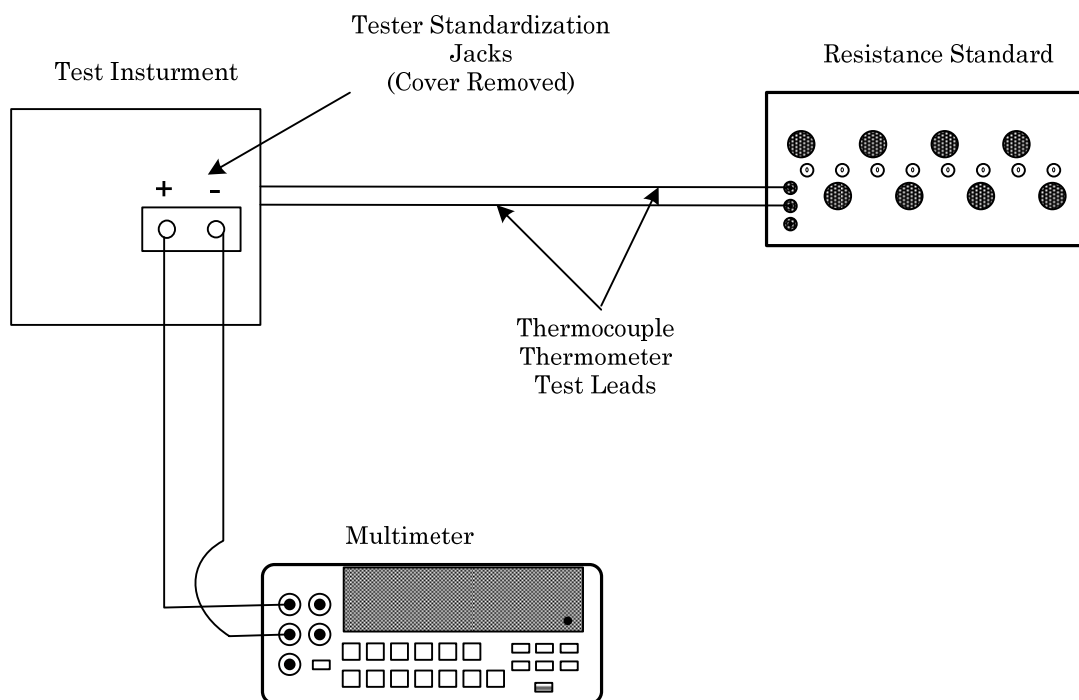 Tester Standardization
Jacks
(Cover Removed)
Test Insturment
Resistance Standard
+ -
Thermocouple
Thermometer
Test Leads
Multimeter